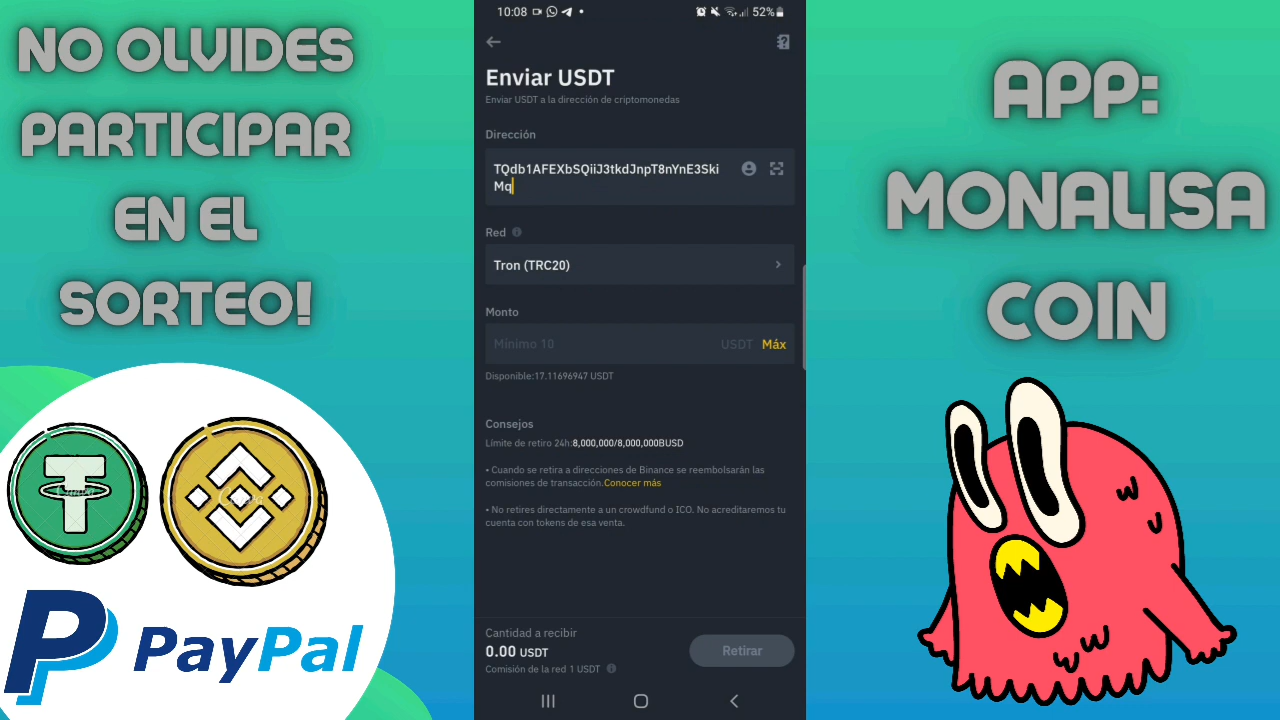 NO OLVIDES
PARTICIPAR
EN EL
SORTEO!
PayPal
10:08
52%
Enviar USDT
Enviar USDT a la dirección de criptomonedas
Dirección
TQdb1AFEXbSQiiJ3tkdJnpT8nYnE3Ski
Mq
Red
Tron (TRC20)
Monto
Mínimo 10 USDT Máx
Disponible:17.11696947 USDT
Consejos
Límite de retiro 24h:8,000,000/8,000,000BUSD
• Cuando se retira a direcciones de Binance se reembolsarán las
comisiones de transacción.Conocer más
• No retires directamente a un crowdfund o ICO. No acreditaremos tu
cuenta con tokens de esa venta.
Cantidad a recibir
0.00 USDT
Comisión de la red 1 USDT
Retirar
APP:
MONALISA
COIN